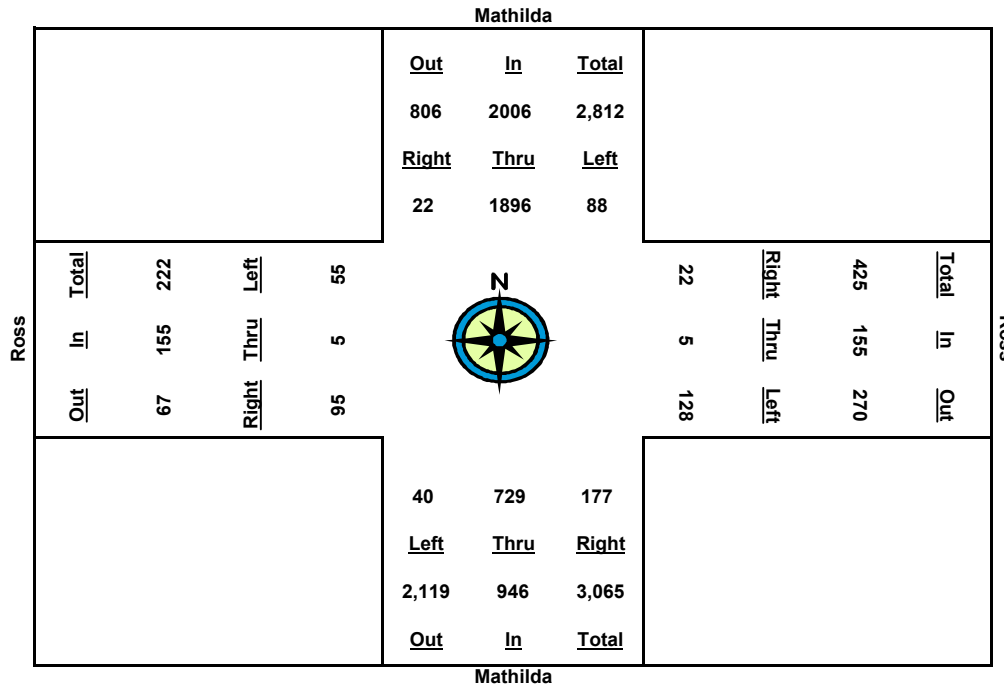 Mathilda
Out In Total
806 2006 2,812
Right Thru Left
22 1896 88
Ross
Total 222 Left 55
In 155 Thru 5
Out 67 Right 95
N
22 Right 425 Total
5 Thru 155 In
128 Left 270 Out
Ross
40 729 177
Left Thru Right
2,119 946 3,065
Out In Total
Mathilda